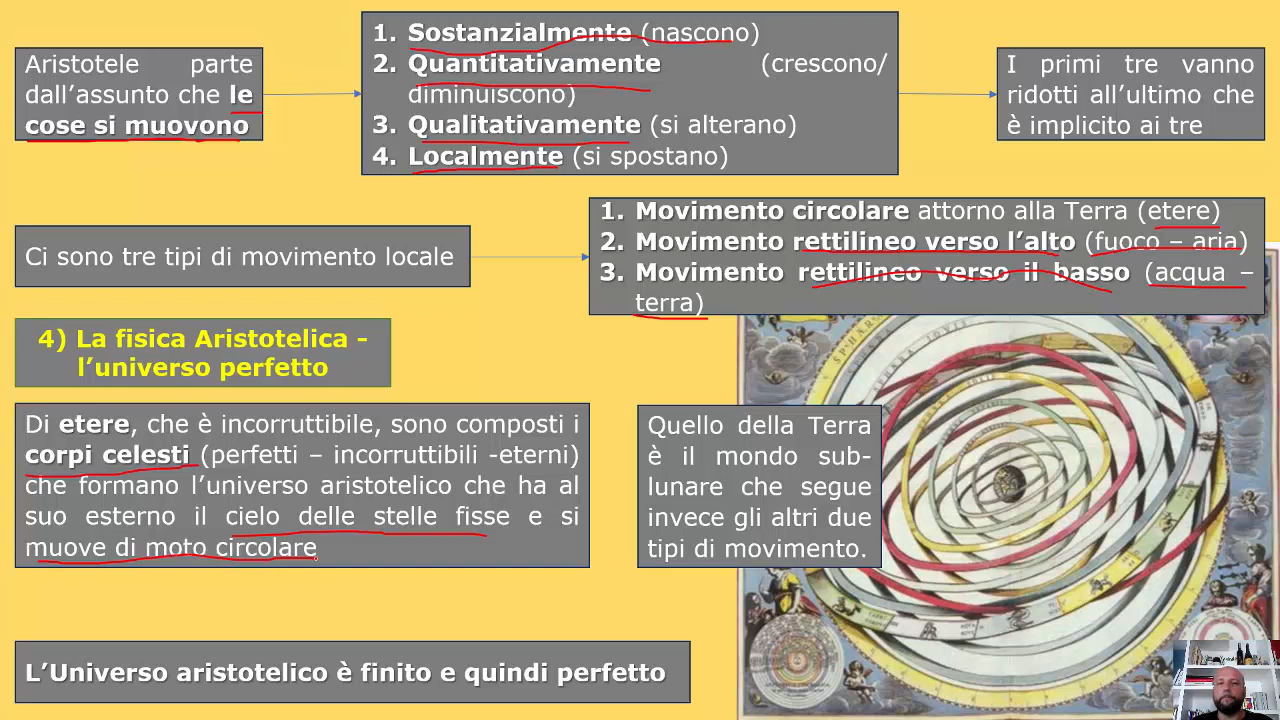 Aristotele parte
dall’assunto che le
cose si muovono
1. Sostanzialmente (nascono)
2. Quantitativamente (crescono/
diminuiscono)
3. Qualitativamente (si alterano)
4. Localmente (si spostano)
I primi tre vanno
ridotti all’ultimo che
è implicito ai tre
Ci sono tre tipi di movimento locale
1. Movimento circolare attorno alla Terra (etere)
2. Movimento rettilineo verso l’alto (fuoco – aria)
3. Movimento rettilineo verso il basso (acqua –
terra)
4) La fisica Aristotelica -
l’universo perfetto
Di etere, che è incorruttibile, sono composti i
corpi celesti (perfetti – incorruttibili -eterni)
che formano l’universo aristotelico che ha al
suo esterno il cielo delle stelle fisse e si
muove di moto circolare.
Quello della Terra
è il mondo sub-
lunare che segue
invece gli altri due
tipi di movimento.
L’Universo aristotelico è finito e quindi perfetto